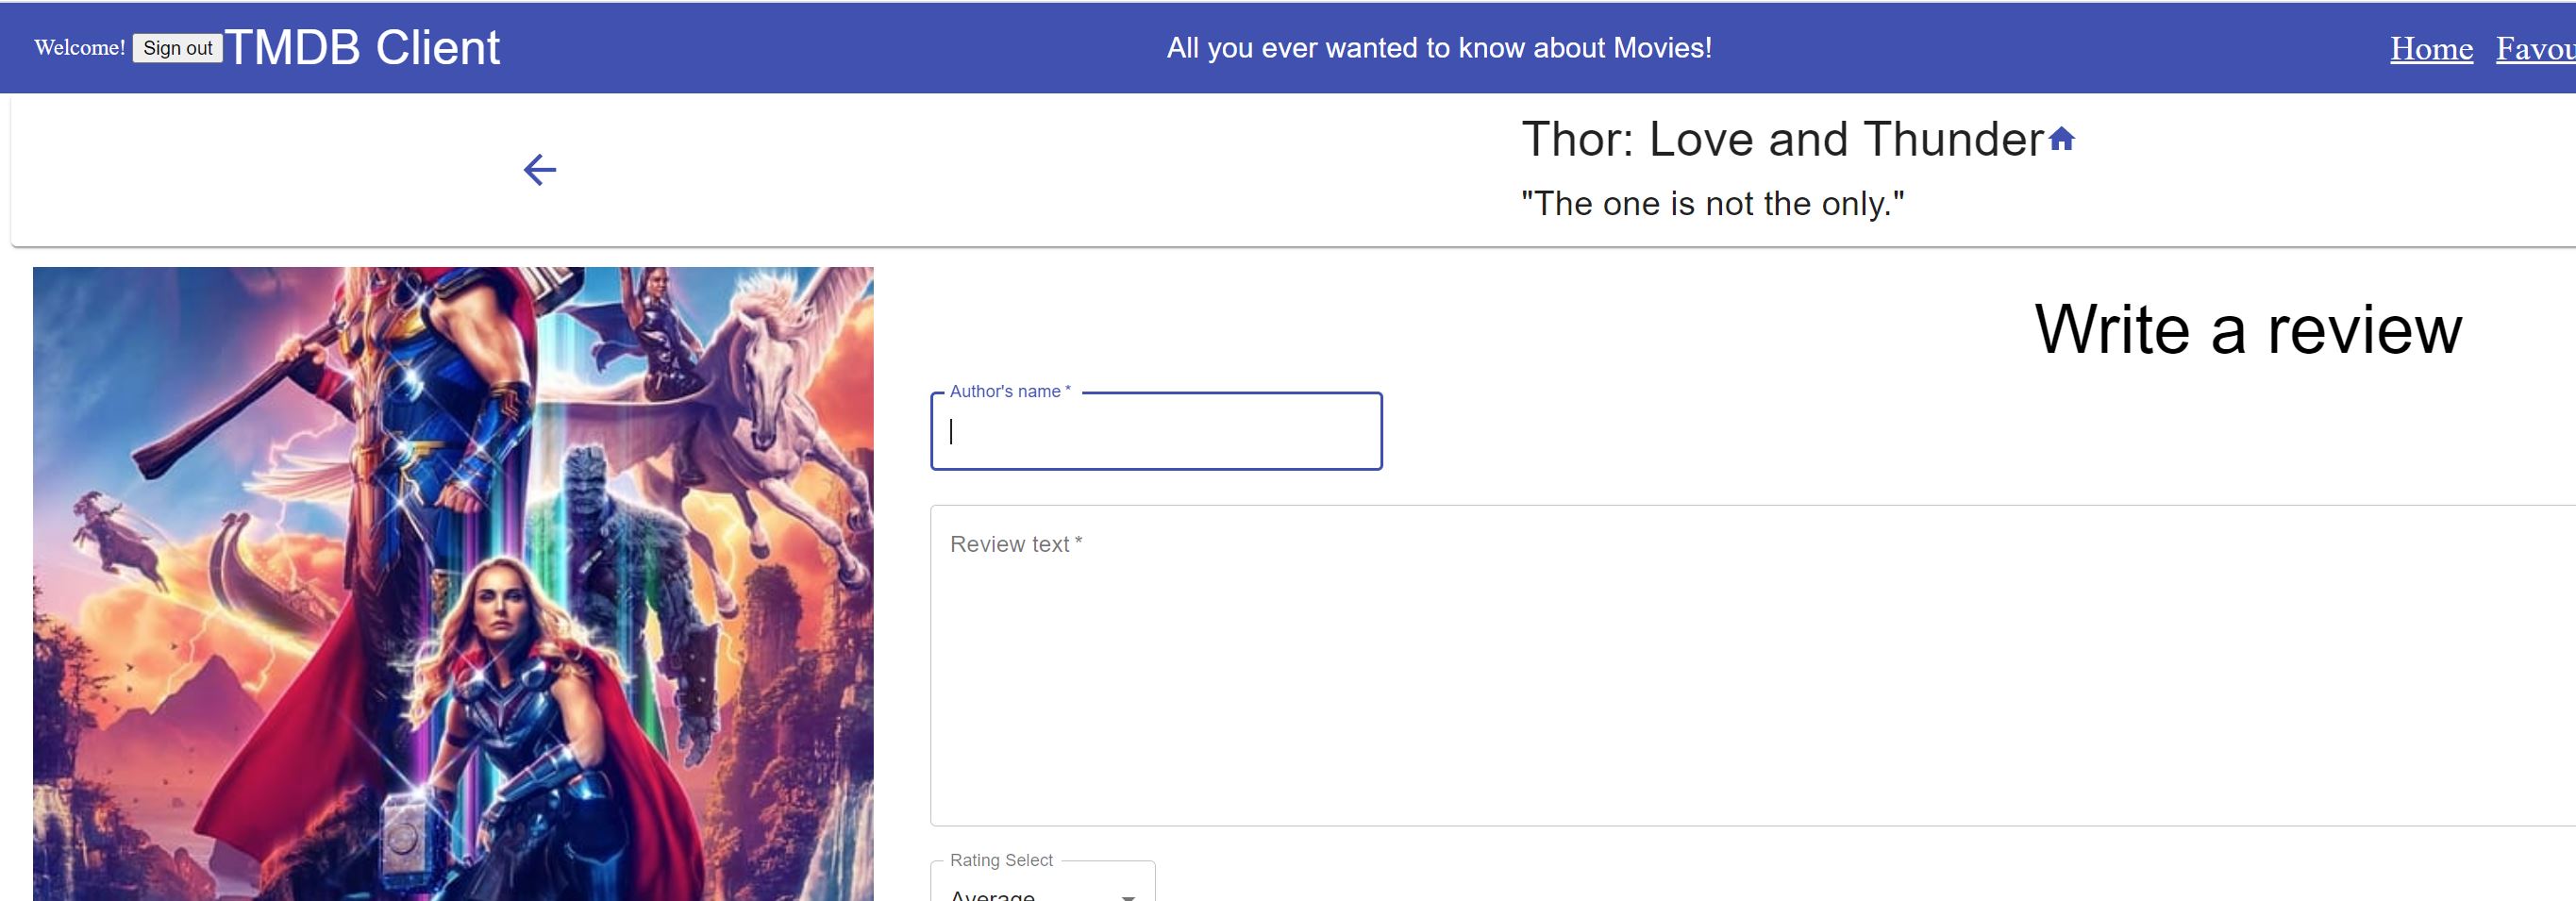 Welcome! Sign out TMDB Client All you ever wanted to know about Movies! Home Favou
Thor: Love and Thunder
"The one is not the only."
Write a review
Author's name *
Review text *
Rating Select
Average